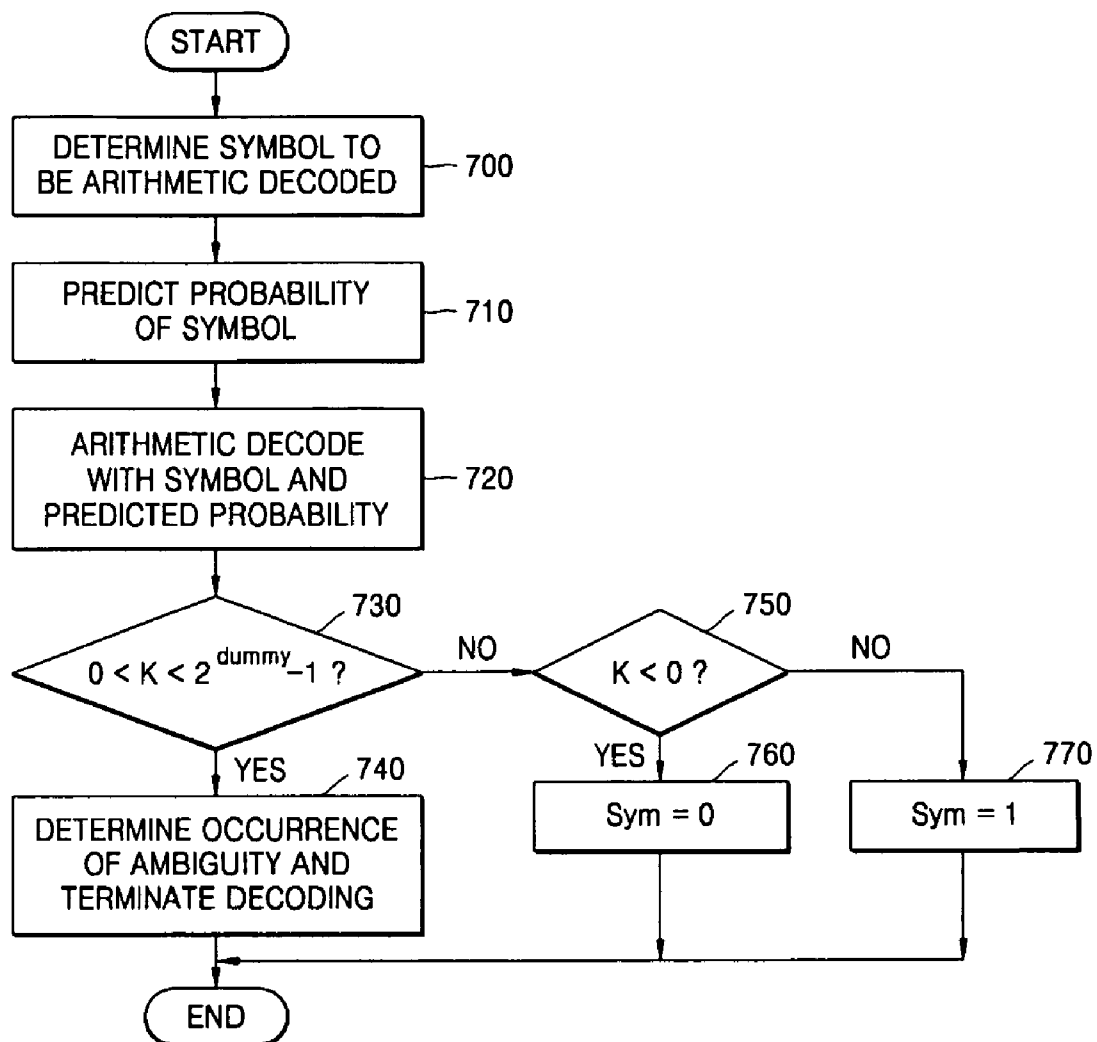 START
DETERMINE SYMBOL TO
BE ARITHMETIC DECODED
700
PREDICT PROBABILITY
OF SYMBOL
710
ARITHMETIC DECODE
WITH SYMBOL AND
PREDICTED PROBABILITY
720
730
0 < K < 2^dummy-1 ?
NO
750
K < 0 ?
NO
YES
740
DETERMINE OCCURRENCE
OF AMBIGUITY AND
TERMINATE DECODING
YES
760
Sym = 0
770
Sym = 1
END